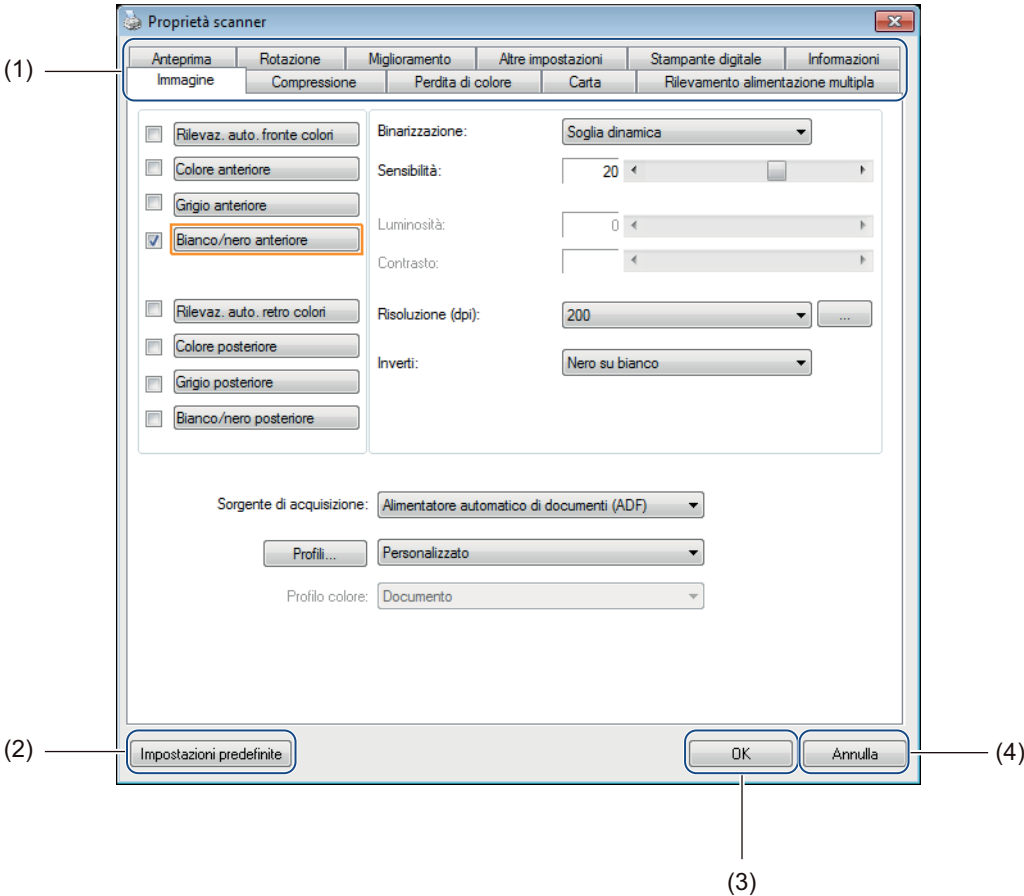 Proprietà scanner
(1)
Anteprima Rotazione Miglioramento Altre impostazioni Stampante digitale Informazioni
Immagine Compressione Perdita di colore Carta Rilevamento alimentazione multipla
Rilevaz. auto. fronte colori
Colore anteriore
Grigio anteriore
Bianco/nero anteriore
Rilevaz. auto. retro colori
Colore posteriore
Grigio posteriore
Bianco/nero posteriore
Binarizzazione: Soglia dinamica
Sensibilità: 20
Luminosità: 0
Contrasto:
Risoluzione (dpi): 200 ...
Inverti: Nero su bianco
Sorgente di acquisizione: Alimentatore automatico di documenti (ADF)
Profili... Personalizzato
Profilo colore: Documento
(2) Impostazioni predefinite OK Annulla (4)
(3)